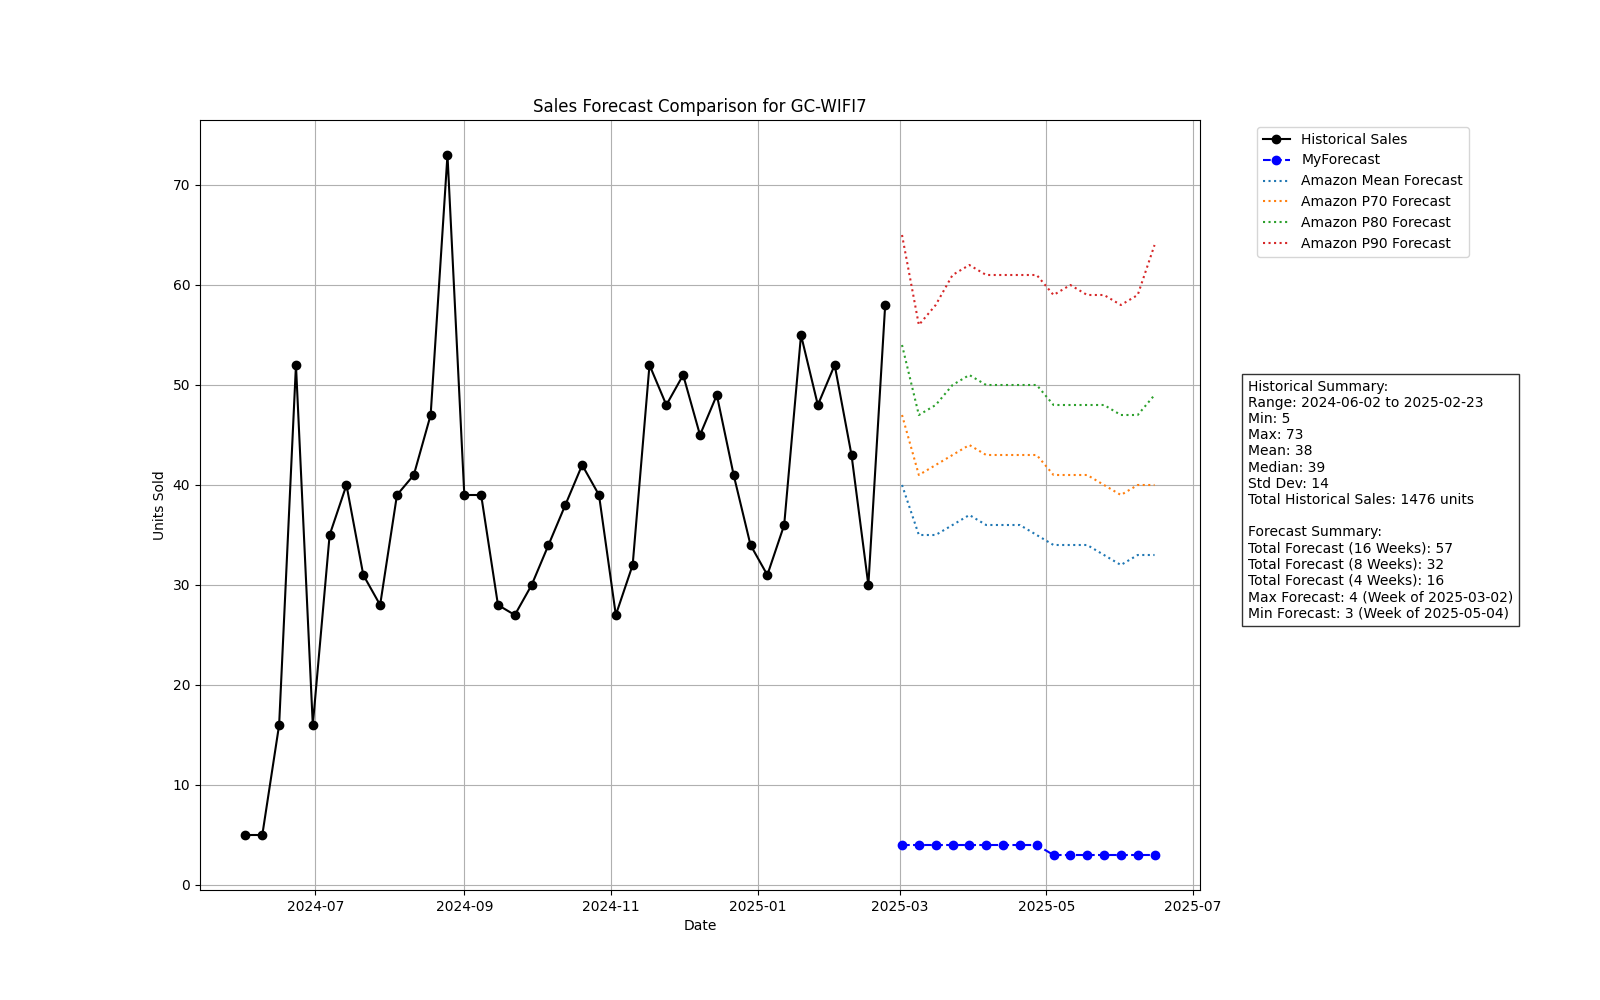 Sales Forecast Comparison for GC-WIFI7
Historical Sales
MyForecast
Amazon Mean Forecast
Amazon P70 Forecast
Amazon P80 Forecast
Amazon P90 Forecast
70
60
50
40
30
20
10
0
Units Sold
2024-07
2024-09
2024-11
2025-01
2025-03
2025-05
2025-07
Date
Historical Summary:
Range: 2024-06-02 to 2025-02-23
Min: 5
Max: 73
Mean: 38
Median: 39
Std Dev: 14
Total Historical Sales: 1476 units
Forecast Summary:
Total Forecast (16 Weeks): 57
Total Forecast (8 Weeks): 32
Total Forecast (4 Weeks): 16
Max Forecast: 4 (Week of 2025-03-02)
Min Forecast: 3 (Week of 2025-05-04)